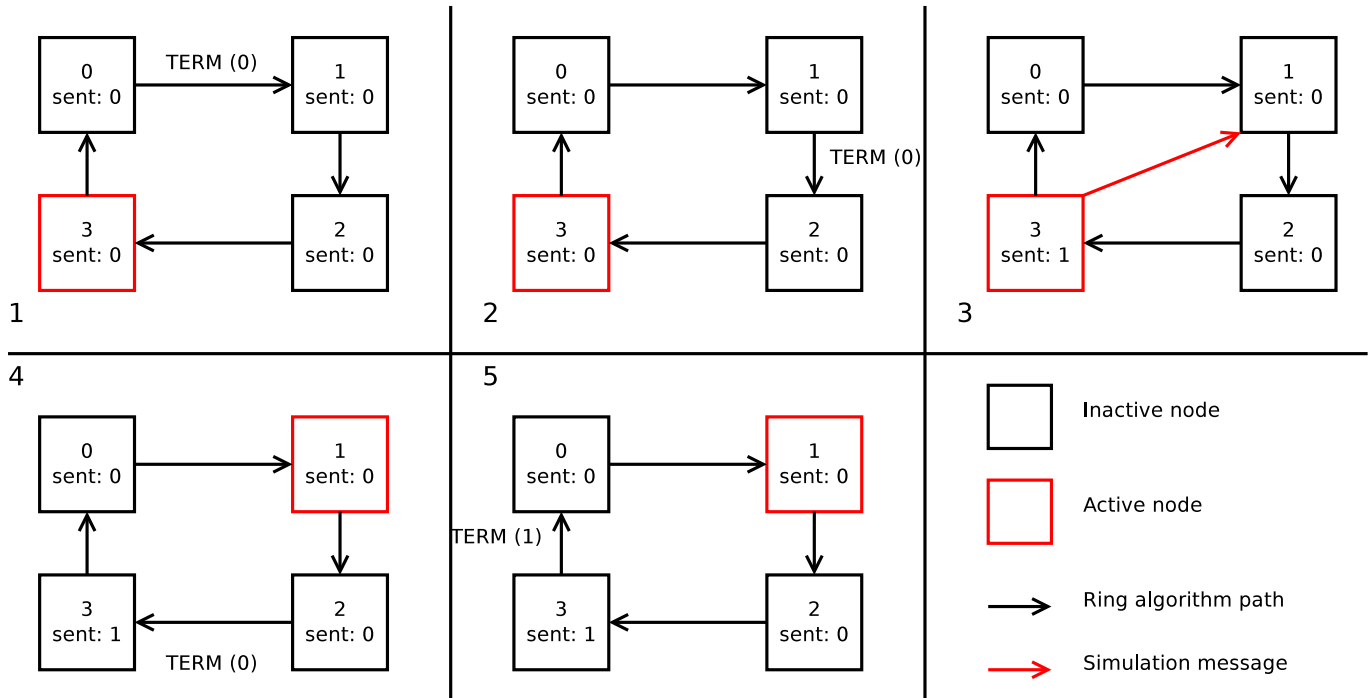 0
sent: 0
TERM (0)
1
sent: 0
3
sent: 0
2
sent: 0
1
0
sent: 0
1
sent: 0
TERM (0)
3
sent: 0
2
sent: 0
2
0
sent: 0
1
sent: 0
3
sent: 1
2
sent: 0
3
4
0
sent: 0
1
sent: 0
3
sent: 1
TERM (0)
2
sent: 0
5
0
sent: 0
1
sent: 0
TERM (1)
3
sent: 1
2
sent: 0
Inactive node
Active node
Ring algorithm path
Simulation message